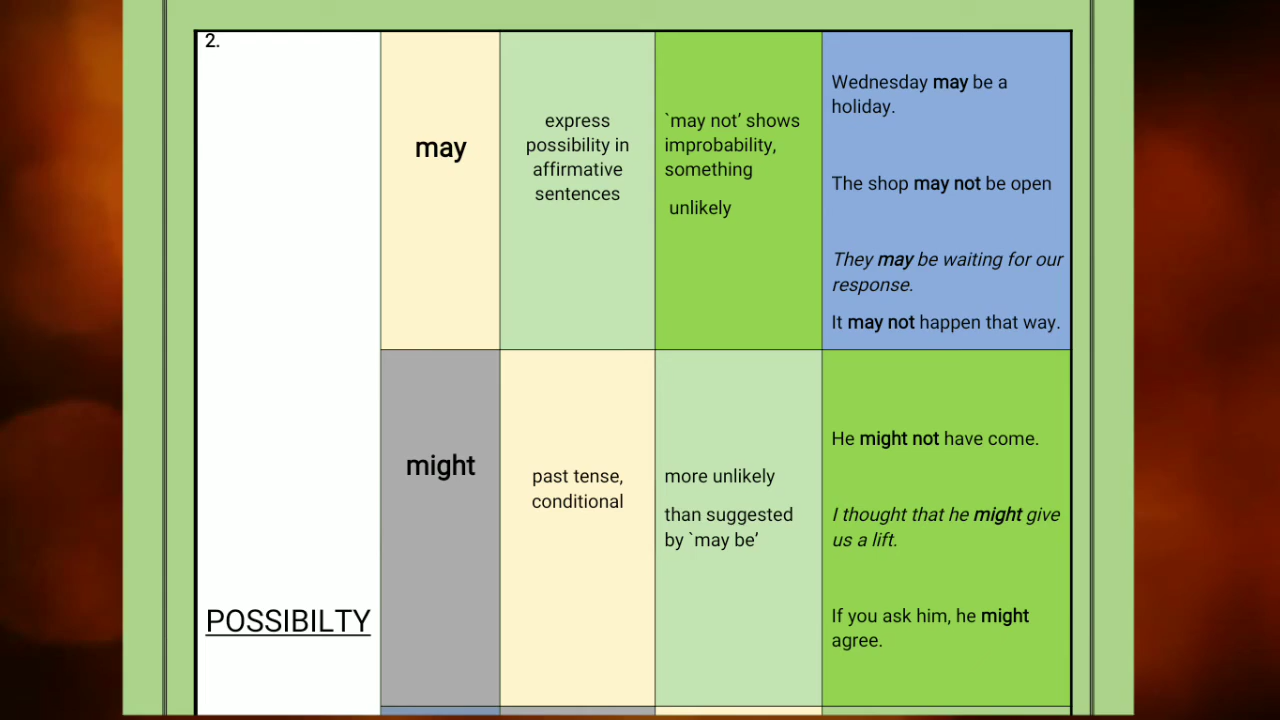 2.
may
express
possibility in
affirmative
sentences
`may not’ shows
improbability,
something
unlikely
Wednesday may be a
holiday.
The shop may not be open
They may be waiting for our
response.
It may not happen that way.
POSSIBILTY
might
past tense,
conditional
more unlikely
than suggested
by `may be’
He might not have come.
I thought that he might give
us a lift.
If you ask him, he might
agree.